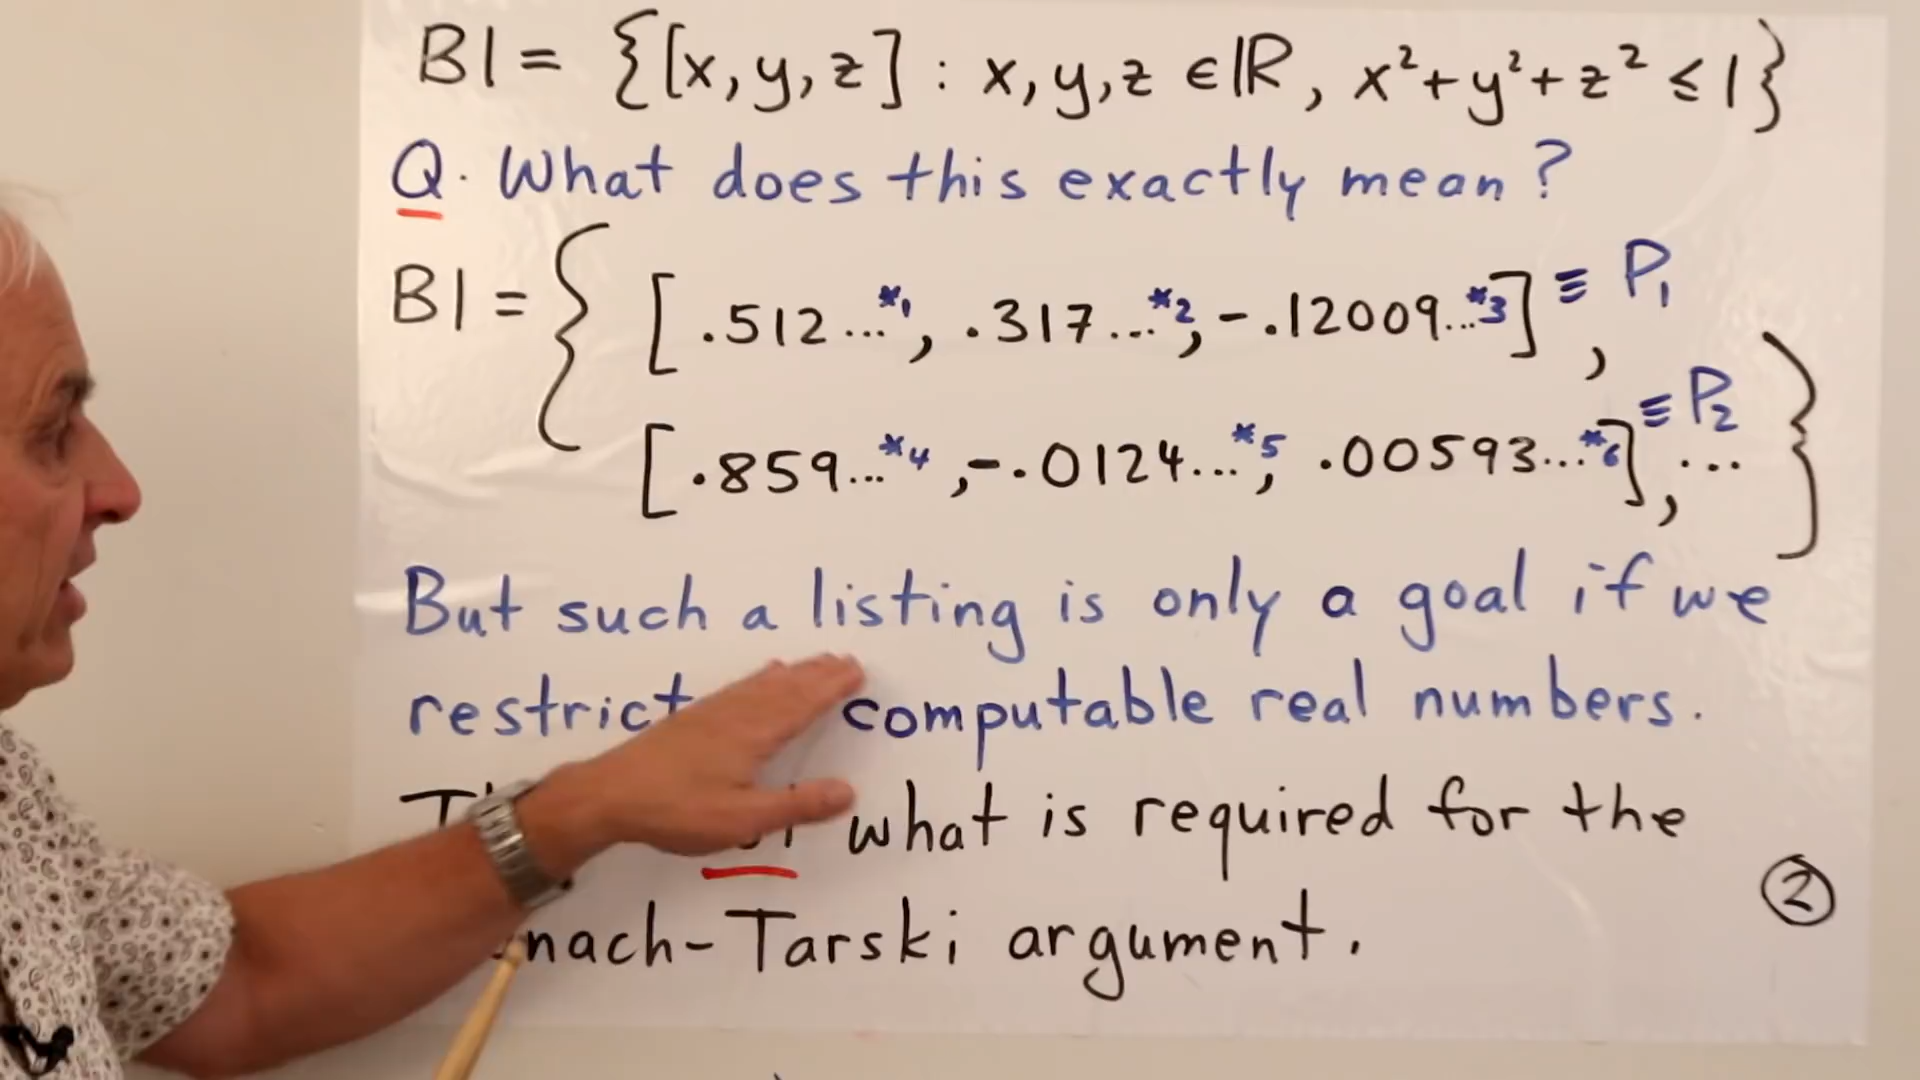 B1 = {[x, y, z] : x, y, z ∈ ℝ, x² + y² + z² ≤ 1}
Q. What does this exactly mean?
B1 = { [.512...*1, .317...*2, -.12009...*3] ≡ P₁,
[.859...*4, -.0124...*5, .00593...*6] ≡ P₂, ... }
But such a listing is only a goal if we
restrict computable real numbers.
what is required for the
nach-Tarski argument.
2